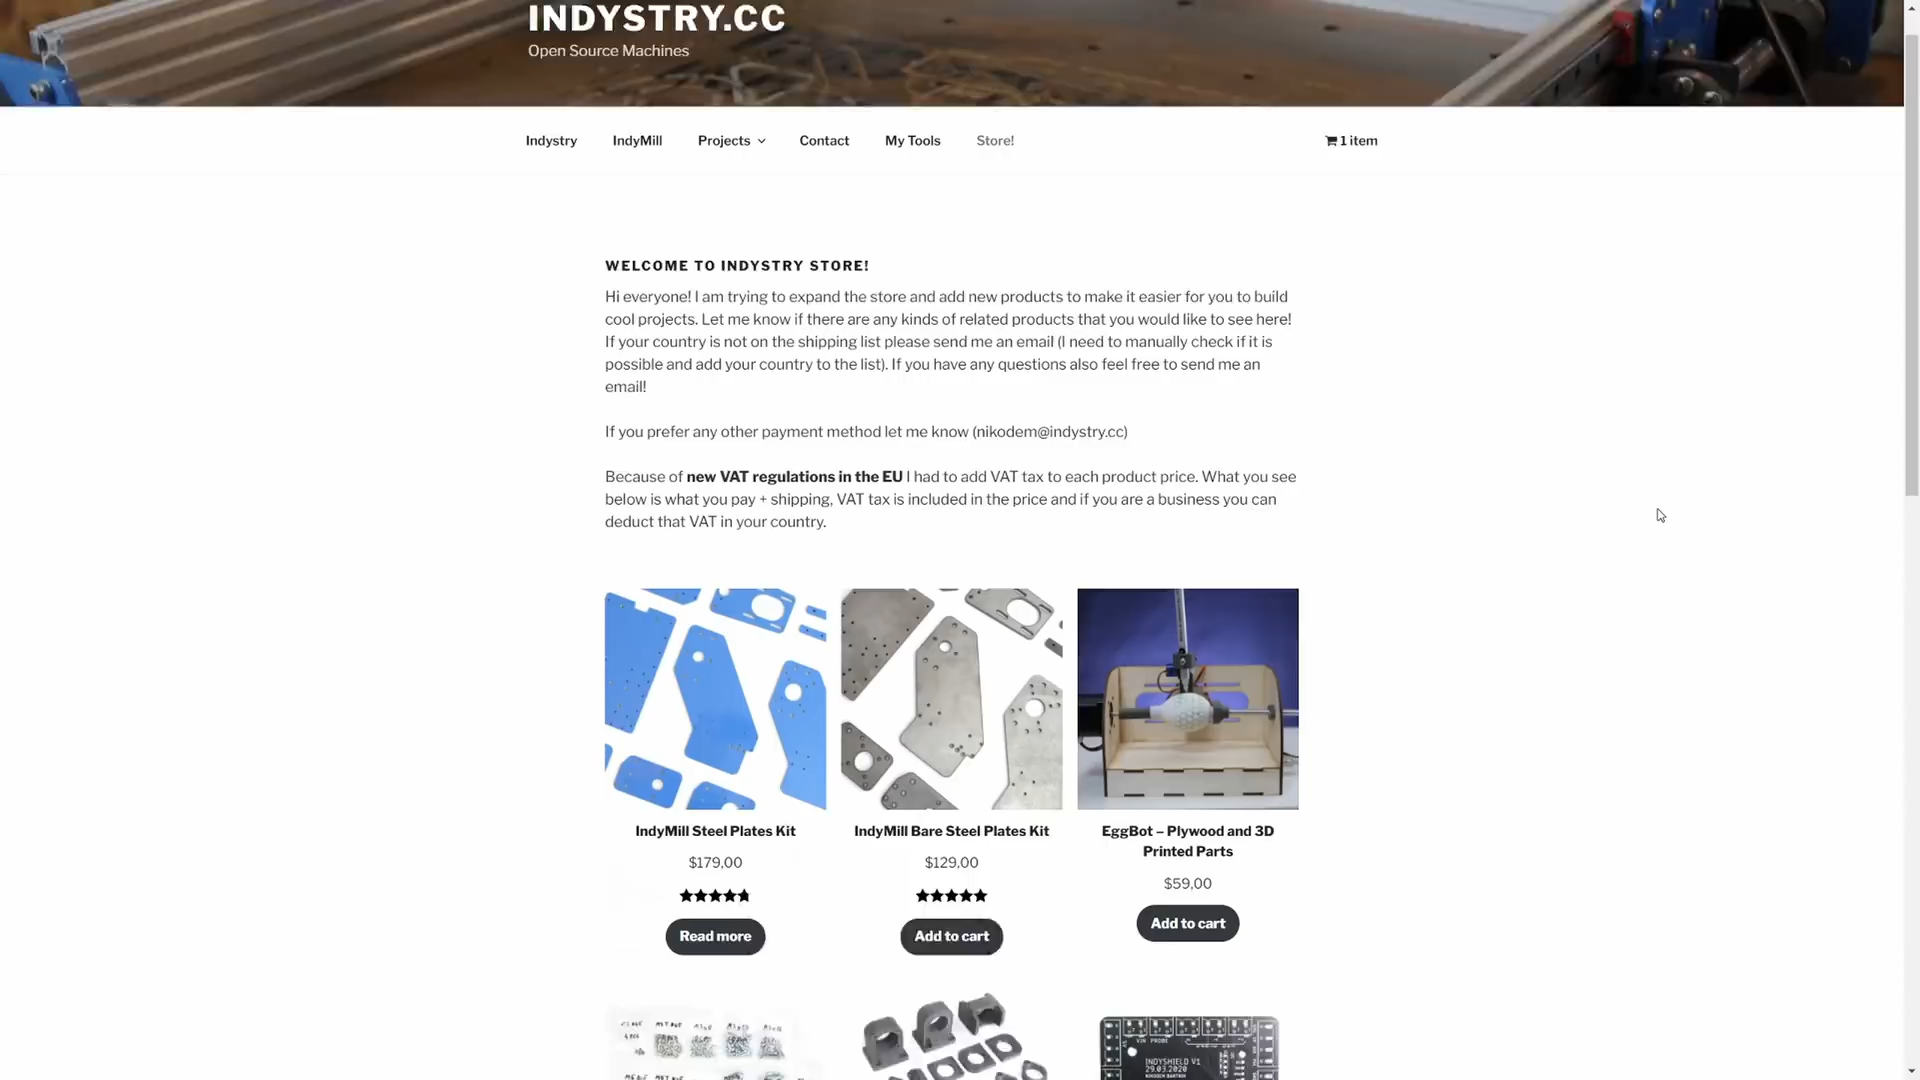 INDYSTRY.CC
Open Source Machines
Indystry IndyMill Projects Contact My Tools Store! 1 item
WELCOME TO INDYSTRY STORE!
Hi everyone! I am trying to expand the store and add new products to make it easier for you to build
cool projects. Let me know if there are any kinds of related products that you would like to see here!
If your country is not on the shipping list please send me an email (I need to manually check if it is
possible and add your country to the list). If you have any questions also feel free to send me an
email!
If you prefer any other payment method let me know (nikodem@indystry.cc)
Because of new VAT regulations in the EU I had to add VAT tax to each product price. What you see
below is what you pay + shipping, VAT tax is included in the price and if you are a business you can
deduct that VAT in your country.
IndyMill Steel Plates Kit
$179,00
Read more
IndyMill Bare Steel Plates Kit
$129,00
Add to cart
EggBot – Plywood and 3D
Printed Parts
$59,00
Add to cart
VIN PROBE
INDYSHIELD V1
29.03.2020